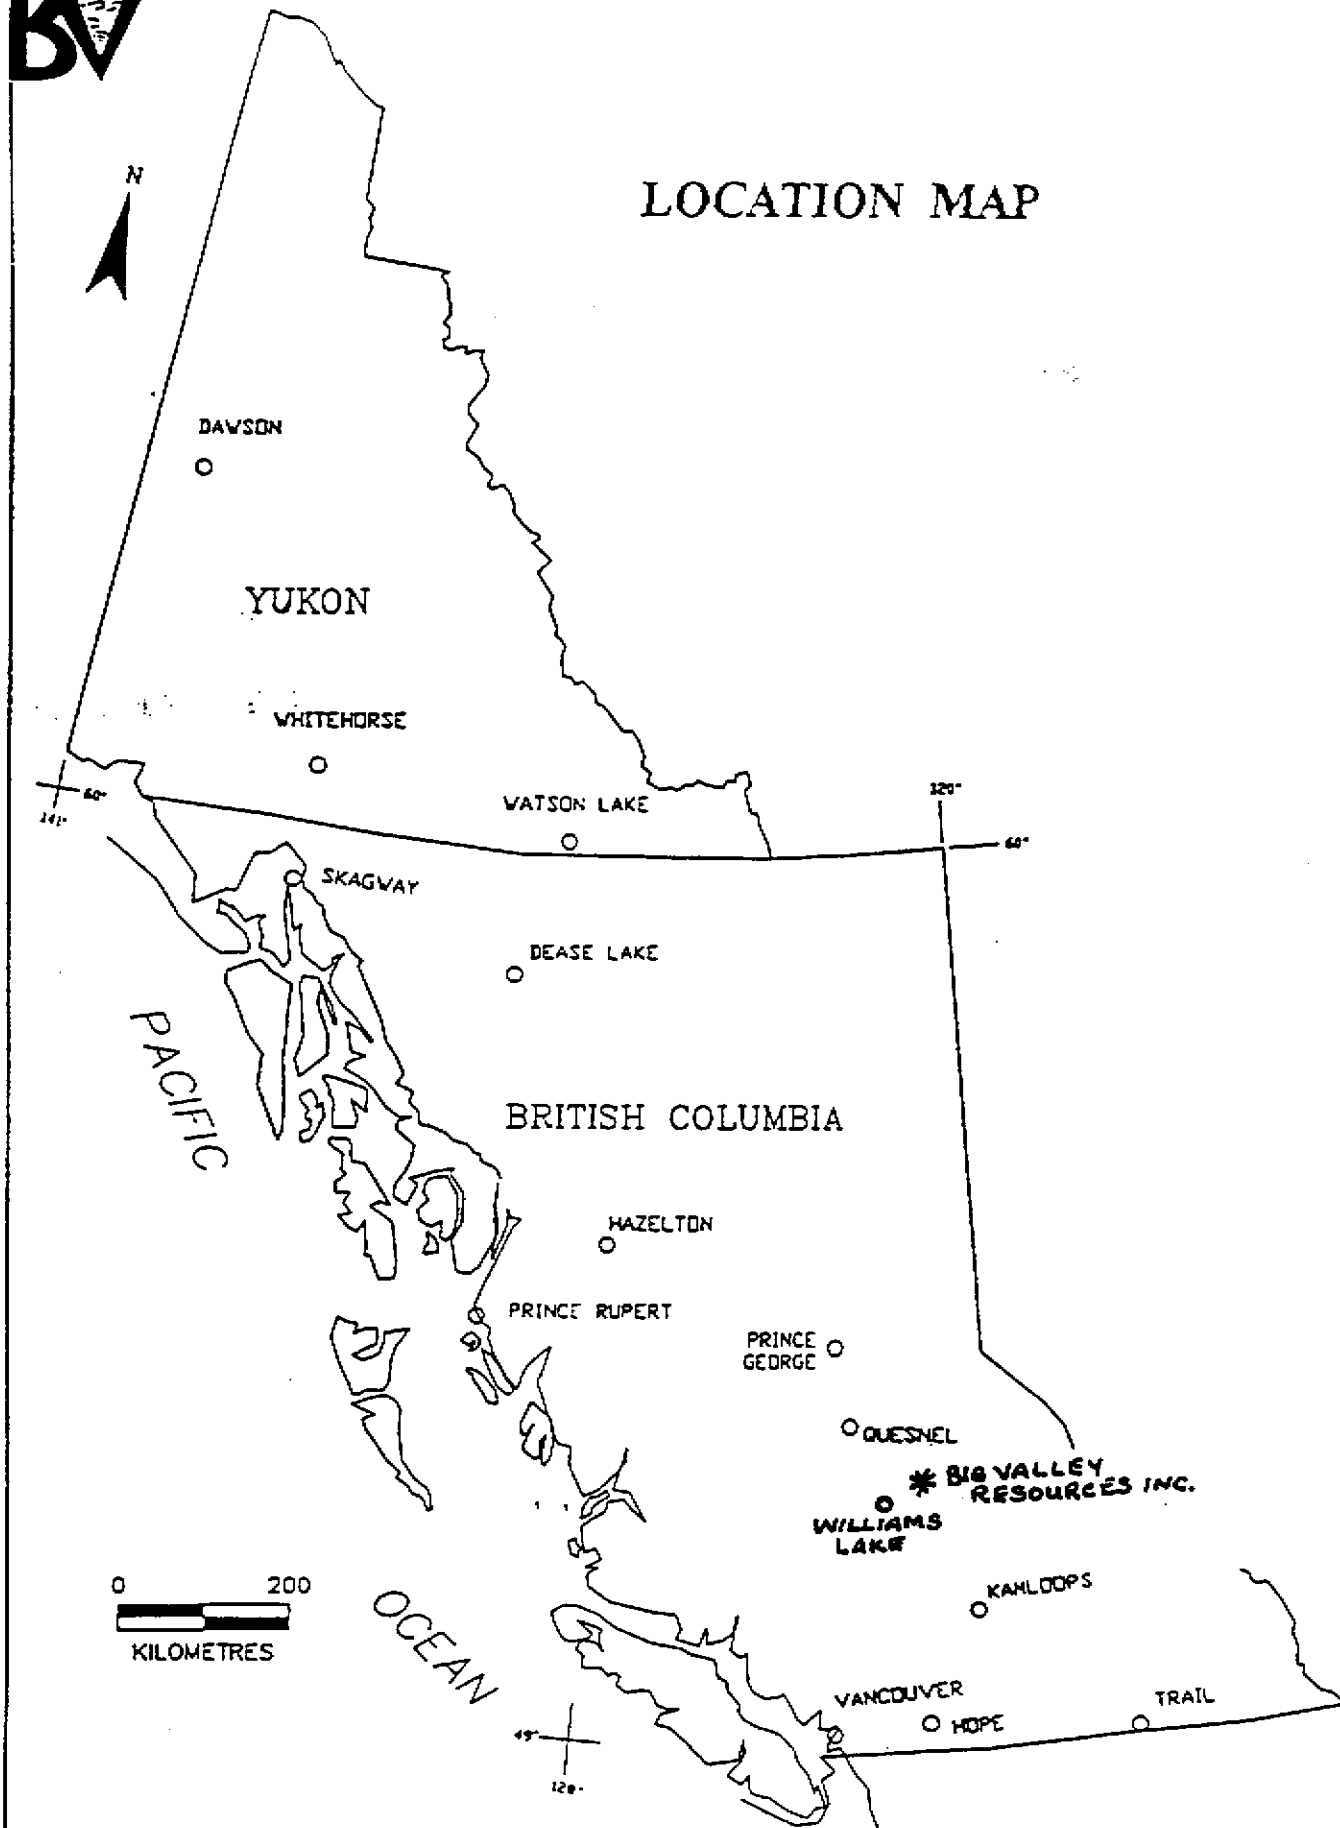 BV
N
LOCATION MAP
DAWSON
YUKON
WHITEHORSE
WATSON LAKE
120°
60°
60°
141°
SKAGWAY
DEASE LAKE
PACIFIC
BRITISH COLUMBIA
HAZELTON
PRINCE RUPERT
PRINCE
GEORGE
QUESNEL
BIG VALLEY
RESOURCES INC.
WILLIAMS
LAKE
0 200
KILOMETRES
OCEAN
KAMLOOPS
VANCOUVER
HOPE
TRAIL
49°
128°